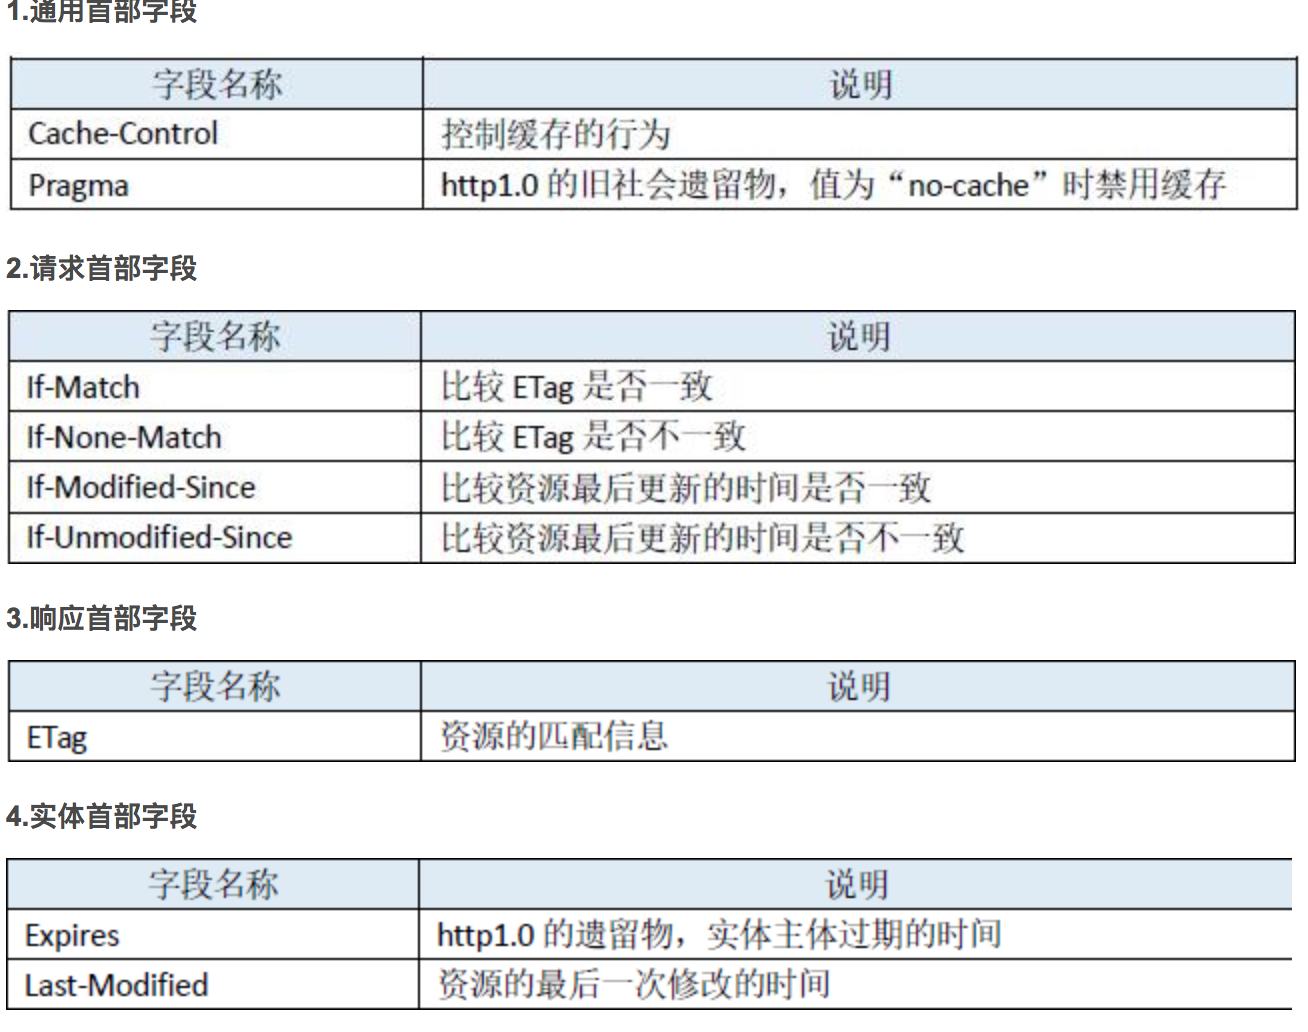 1.通用首部字段
字段名称 说明
Cache-Control 控制缓存的行为
Pragma http1.0 的旧社会遗留物，值为“no-cache”时禁用缓存
2.请求首部字段
字段名称 说明
If-Match 比较 ETag 是否一致
If-None-Match 比较 ETag 是否不一致
If-Modified-Since 比较资源最后更新的时间是否一致
If-Unmodified-Since 比较资源最后更新的时间是否不一致
3.响应首部字段
字段名称 说明
ETag 资源的匹配信息
4.实体首部字段
字段名称 说明
Expires http1.0 的遗留物，实体主体过期的时间
Last-Modified 资源的最后一次修改的时间